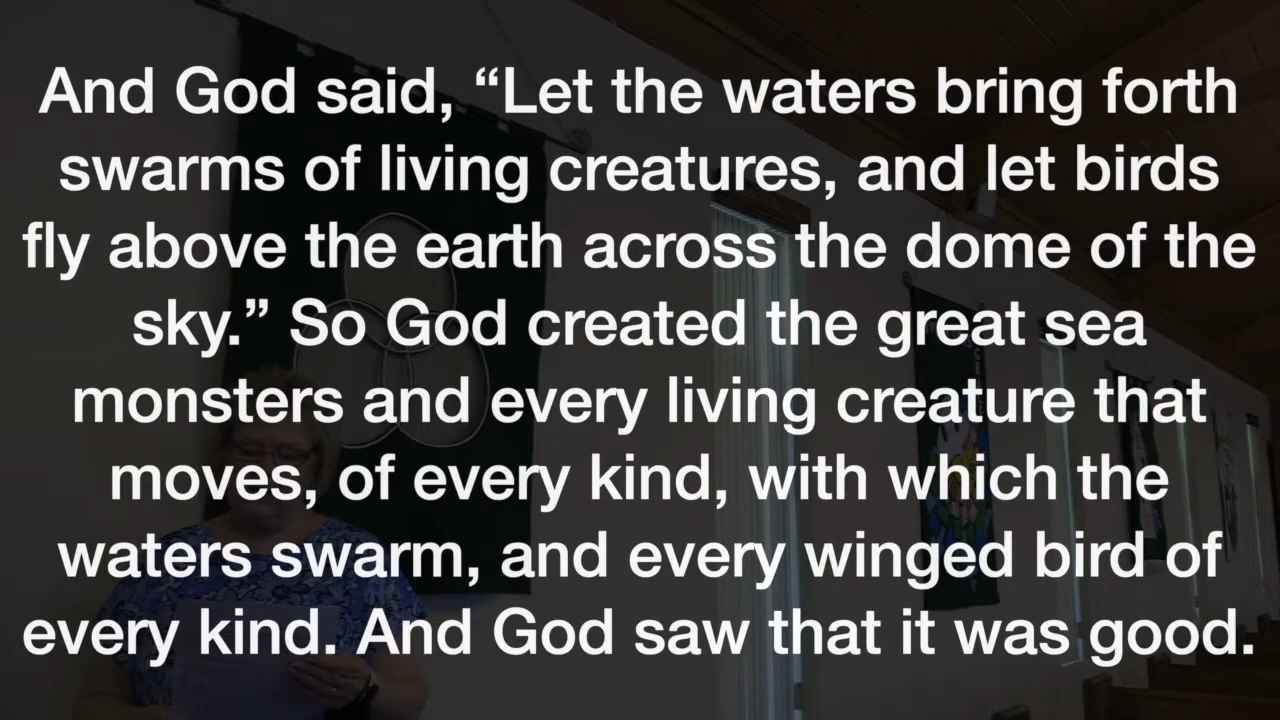 And God said, “Let the waters bring forth
swarms of living creatures, and let birds
fly above the earth across the dome of the
sky.” So God created the great sea
monsters and every living creature that
moves, of every kind, with which the
waters swarm, and every winged bird of
every kind. And God saw that it was good.